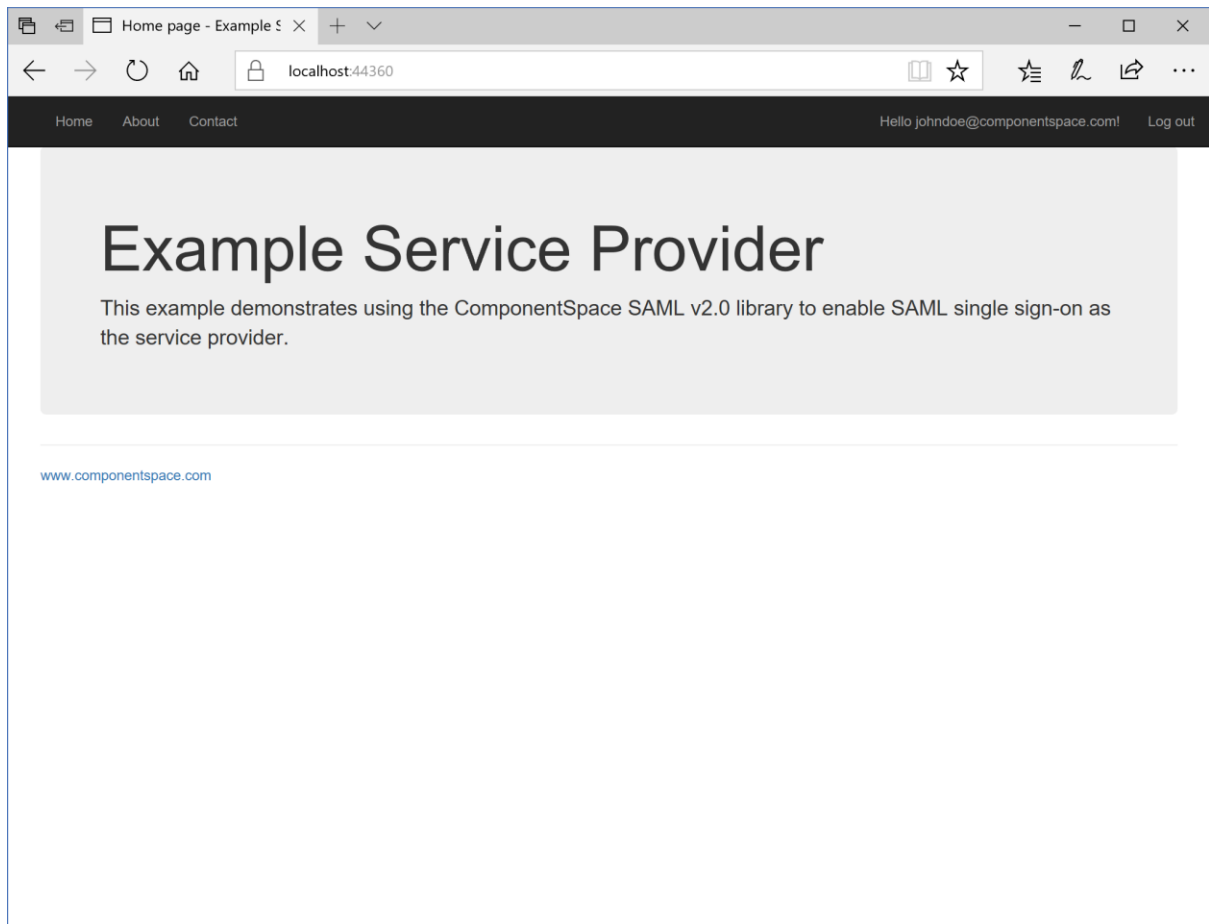 Home page - Example S
localhost:44360
Home About Contact Hello johndoe@componentspace.com! Log out
Example Service Provider
This example demonstrates using the ComponentSpace SAML v2.0 library to enable SAML single sign-on as
the service provider.
www.componentspace.com